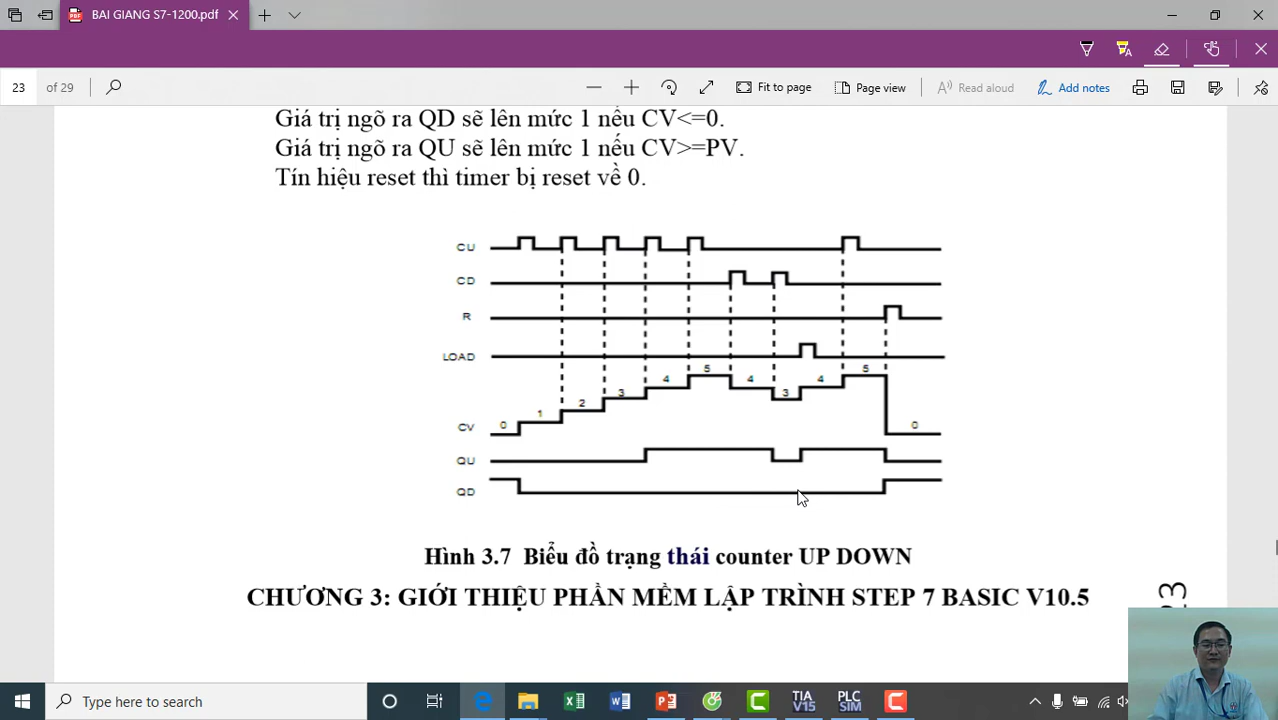 BAI GIANG S7-1200.pdf
23 of 29
Fit to page
Page view
Read aloud
Add notes
Giá trị ngõ ra QD sẽ lên mức 1 nếu CV<=0.
Giá trị ngõ ra QU sẽ lên mức 1 nếu CV>=PV.
Tín hiệu reset thì timer bị reset về 0.
CU
CD
R
LOAD
5 5
4 4 4
3 3
2
1
0 0
CV
QU
QD
Hình 3.7 Biểu đồ trạng thái counter UP DOWN
CHƯƠNG 3: GIỚI THIỆU PHẦN MỀM LẬP TRÌNH STEP 7 BASIC V10.5
23
Type here to search
TIA V15
PLC SIM